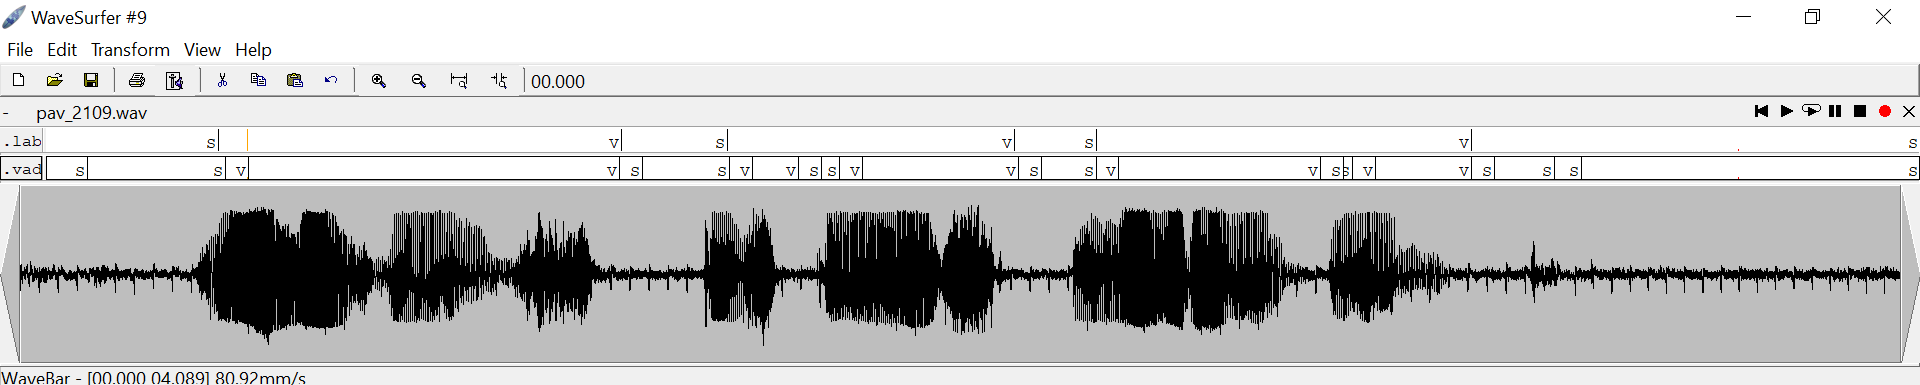 WaveSurfer #9
File Edit Transform View Help
00.000
- pav_2109.wav
.lab s v s v s v s
.vad s s v v s s v v s s v v s s v v s s v v s s s s
WaveBar - [00.000 04.089] 80.92mm/s